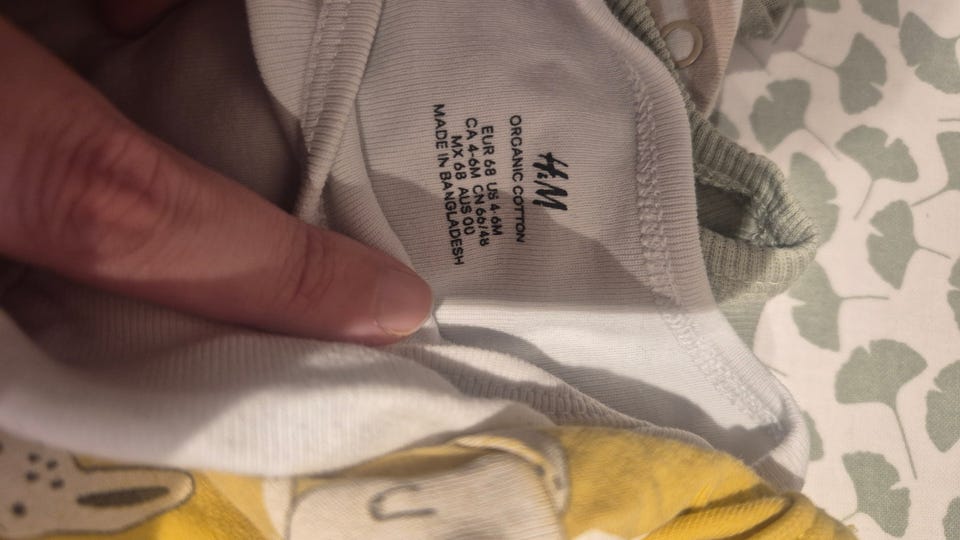 H&M
ORGANIC COTTON
EUR 68 US 4-6M
CA 4-6M CN 66/48
MX 68 AUS 00
MADE IN BANGLADESH